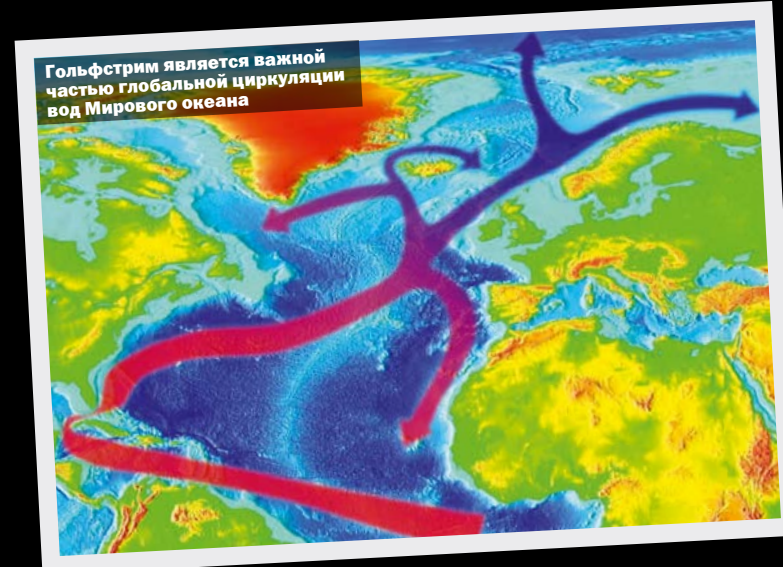 Гольфстрим является важной
частью глобальной циркуляции
вод Мирового океана